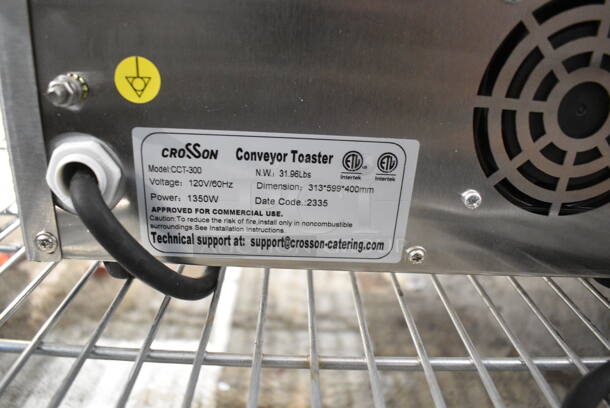 CROSSON Conveyor Toaster
Model:CCT-300 N.W.: 31.96Lbs
Voltage: 120V/60Hz Dimension: 313*599*400mm
Power: 1350W Date Code.:2335
ETL Intertek ETL Intertek
APPROVED FOR COMMERCIAL USE.
Caution:To reduce the risk of fire,install only in noncombustible
surroundings.See Installation Instructions.
Technical support at: support@crosson-catering.com